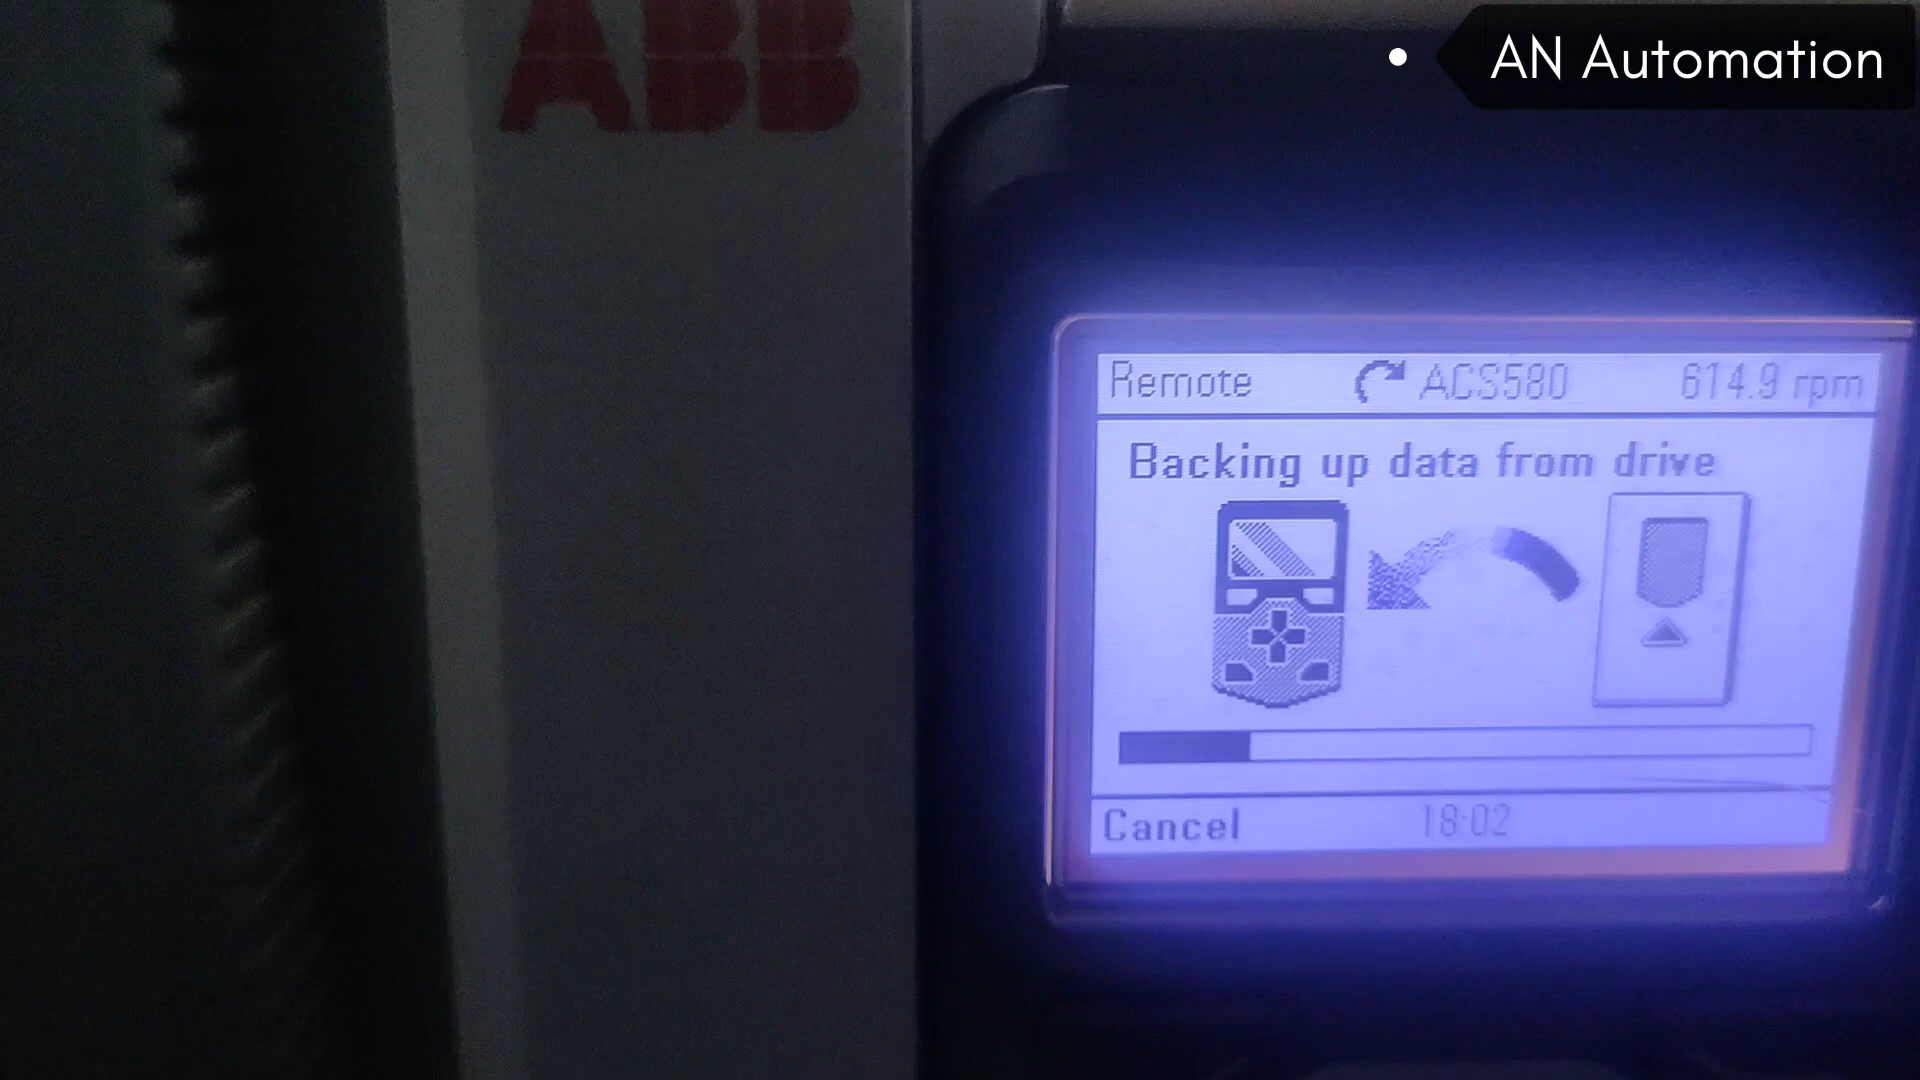 ABB
AN Automation
Remote ACS580 614.9 rpm
Backing up data from drive
Cancel 18:02